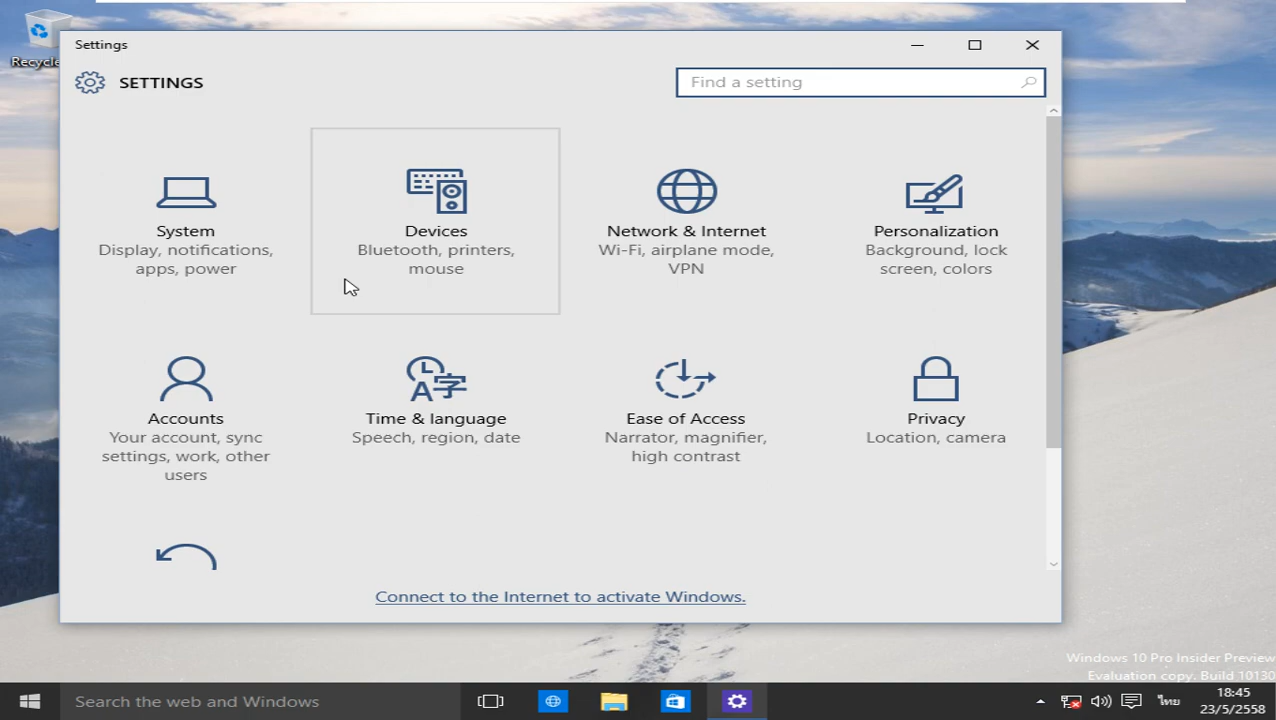 Recycle
Settings
SETTINGS
Find a setting
System
Display, notifications,
apps, power
Devices
Bluetooth, printers,
mouse
Network & Internet
Wi-Fi, airplane mode,
VPN
Personalization
Background, lock
screen, colors
Accounts
Your account, sync
settings, work, other
users
Time & language
Speech, region, date
Ease of Access
Narrator, magnifier,
high contrast
Privacy
Location, camera
Connect to the Internet to activate Windows.
Windows 10 Pro Insider Preview
Evaluation copy. Build 10130
Search the web and Windows
ไทย
18:45
23/5/2558